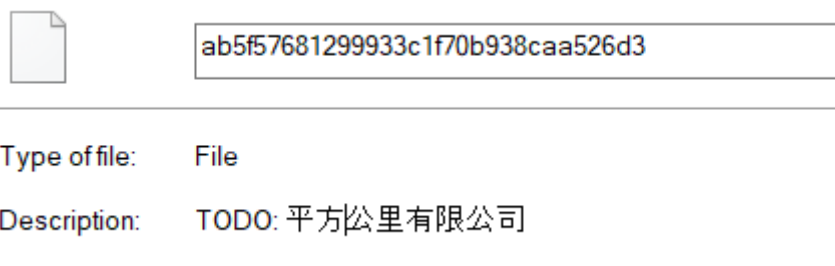 ab5f57681299933c1f70b938caa526d3
Type of file: File
Description: TODO: 平方公里有限公司